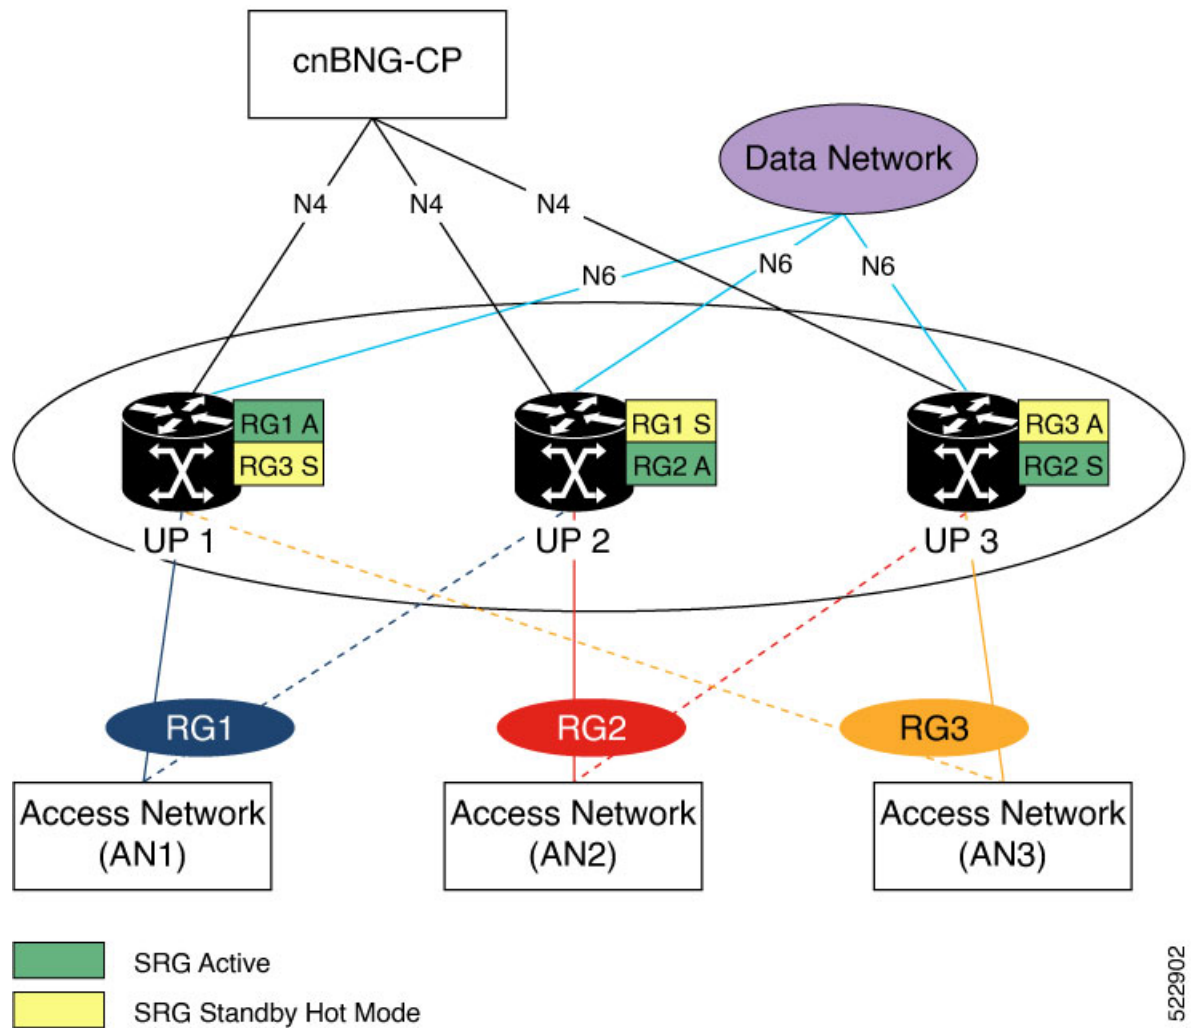 cnBNG-CP
Data Network
N4
N4
N4
N6
N6
N6
RG1 A
RG3 S
RG1 S
RG2 A
RG3 A
RG2 S
UP 1
UP 2
UP 3
RG1
RG2
RG3
Access Network
(AN1)
Access Network
(AN2)
Access Network
(AN3)
SRG Active
SRG Standby Hot Mode
522902